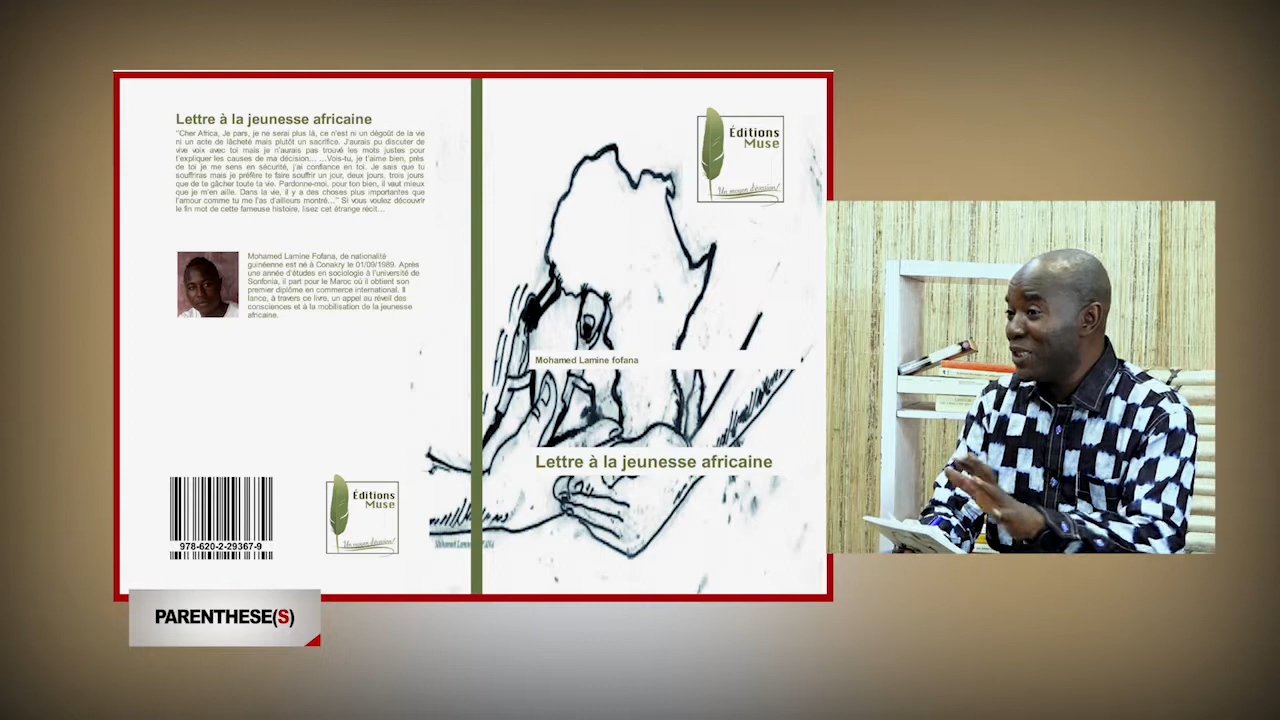 Lettre à la jeunesse africaine
"Cher Africa, Je pars, je ne serai plus là, ce n'est ni un dégoût de la vie
ni un acte de lâcheté mais plutôt un sacrifice. J'aurais pu discuter de
vive voix avec toi mais je n'aurais pas trouvé les mots justes pour
t'expliquer les causes de ma décision… …Vois-tu, je t'aime bien, près
de toi je me sens en sécurité, j'ai confiance en toi. Je sais que tu
souffriras mais je préfère te faire souffrir un jour, deux jours, trois jours
que de te gâcher toute ta vie. Pardonne-moi, pour ton bien, il vaut mieux
que je m'en aille. Dans la vie, il y a des choses plus importantes que
l'amour comme tu me l'as d'ailleurs montré…" Si vous voulez découvrir
le fin mot de cette fameuse histoire, lisez cet étrange récit…
Mohamed Lamine Fofana, de nationalité
guinéenne est né à Conakry le 01/09/1989. Après
une année d'études en sociologie à l'université de
Sonfonia, il part pour le Maroc où il obtient son
premier diplôme en commerce international. Il
lance, à travers ce livre, un appel au réveil des
consciences et à la mobilisation de la jeunesse
africaine.
978-620-2-29367-9
Éditions
Muse
Un moyen d'évasion!
Éditions
Muse
Un moyen d'évasion!
Mohamed Lamine fofana
Lettre à la jeunesse africaine
PARENTHESE(S)